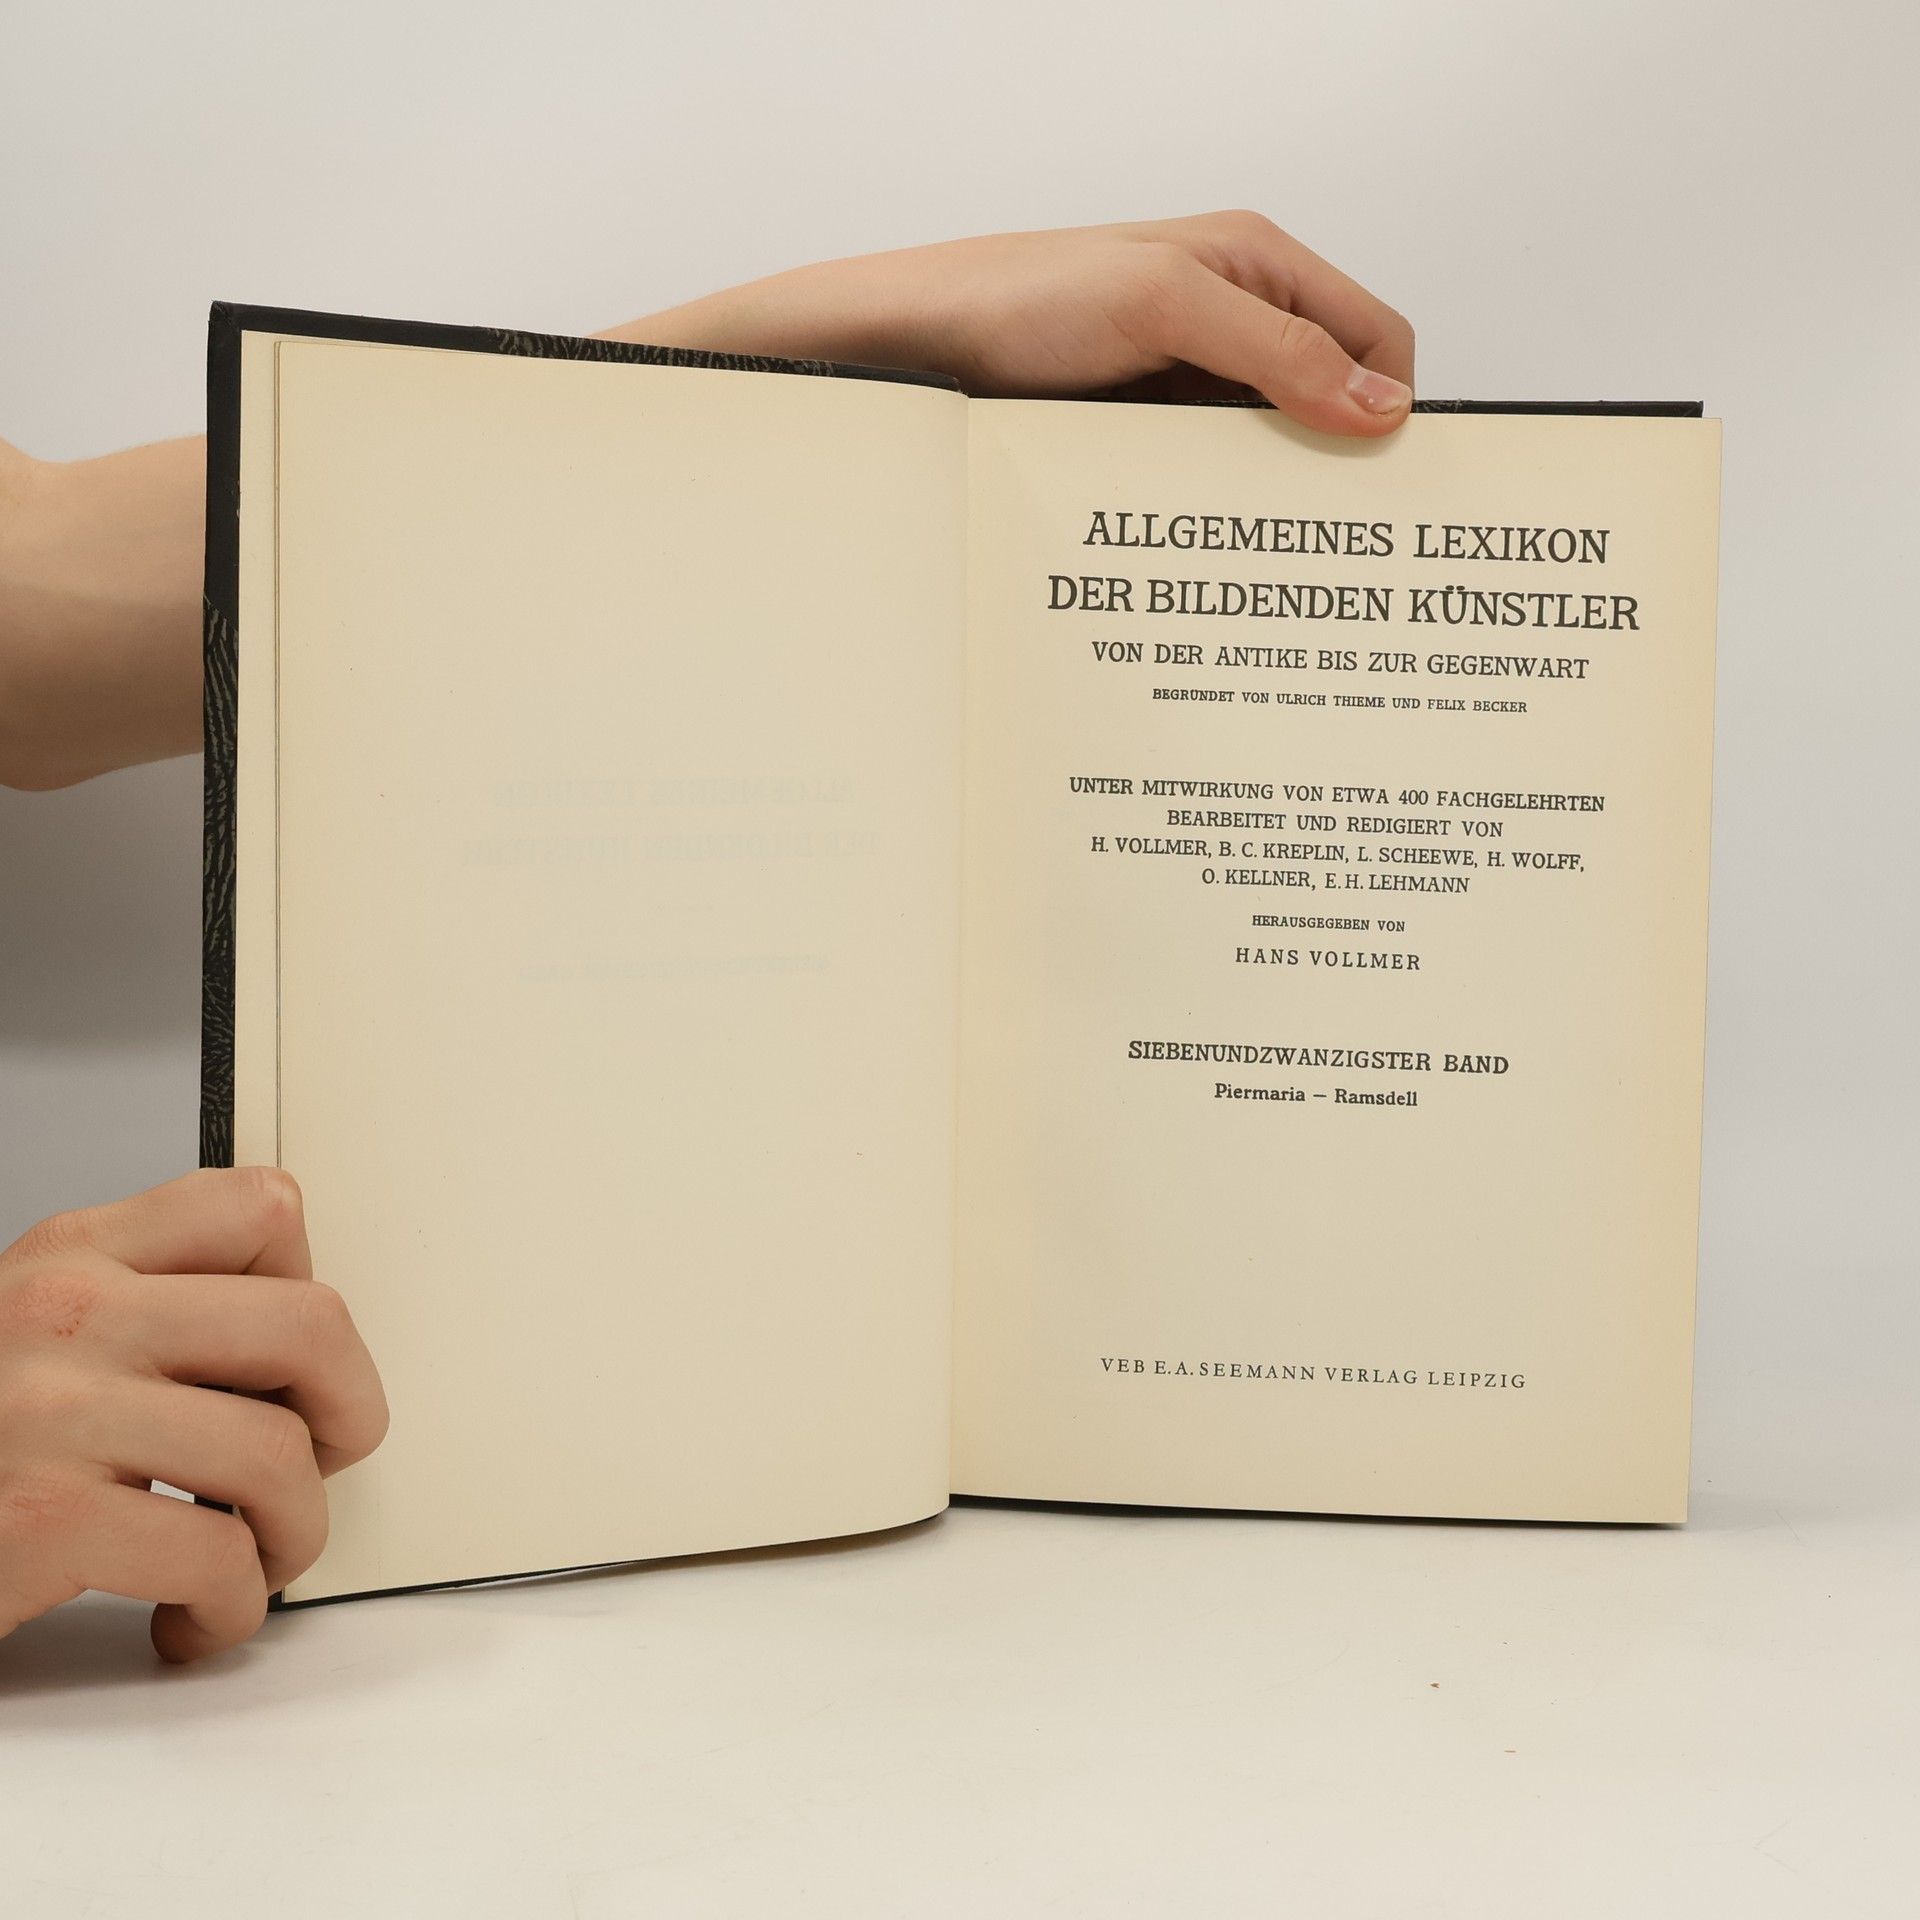 ALLGEMEINES LEXIKON
DER BILDENDEN KÜNSTLER
VON DER ANTIKE BIS ZUR GEGENWART
BEGRÜNDET VON ULRICH THIEME UND FELIX BECKER
UNTER MITWIRKUNG VON ETWA 400 FACHGELEHRTEN
BEARBEITET UND REDIGIERT VON
H. VOLLMER, B. C. KREPLIN, L. SCHEEWE, H. WOLFF,
O. KELLNER, E. H. LEHMANN
HERAUSGEGEBEN VON
HANS VOLLMER
SIEBENUNDZWANZIGSTER BAND
Piermaria — Ramsdell
VEB E. A. SEEMANN VERLAG LEIPZIG